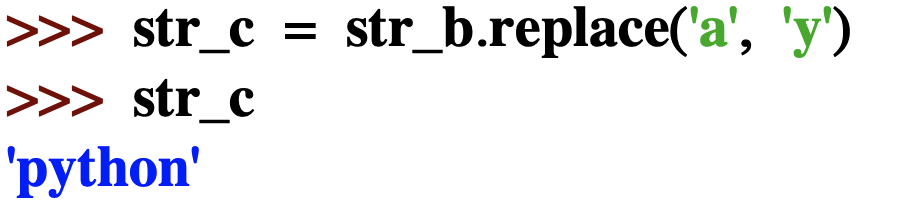 >>> str_c = str_b.replace('a', 'y')
>>> str_c
'python'